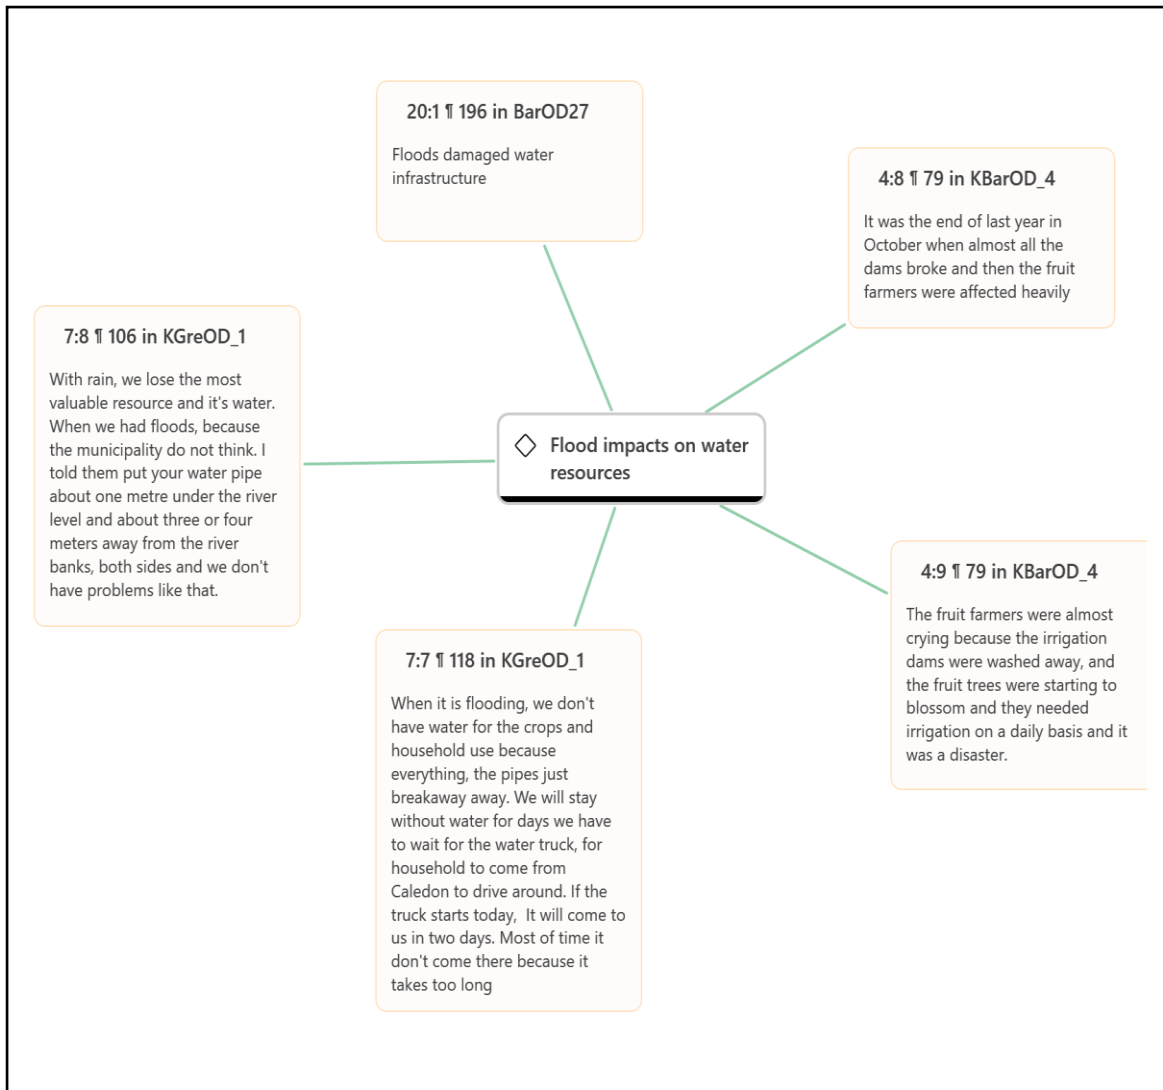 20:1 ¶ 196 in BarOD27
Floods damaged water
infrastructure
4:8 ¶ 79 in KBarOD_4
It was the end of last year in
October when almost all the
dams broke and then the fruit
farmers were affected heavily
7:8 ¶ 106 in KGreOD_1
With rain, we lose the most
valuable resource and it's water.
When we had floods, because
the municipality do not think. I
told them put your water pipe
about one metre under the river
level and about three or four
meters away from the river
banks, both sides and we don't
have problems like that.
Flood impacts on water
resources
4:9 ¶ 79 in KBarOD_4
The fruit farmers were almost
crying because the irrigation
dams were washed away, and
the fruit trees were starting to
blossom and they needed
irrigation on a daily basis and it
was a disaster.
7:7 ¶ 118 in KGreOD_1
When it is flooding, we don't
have water for the crops and
household use because
everything, the pipes just
breakaway away. We will stay
without water for days we have
to wait for the water truck, for
household to come from
Caledon to drive around. If the
truck starts today,  It will come to
us in two days. Most of time it
don't come there because it
takes too long